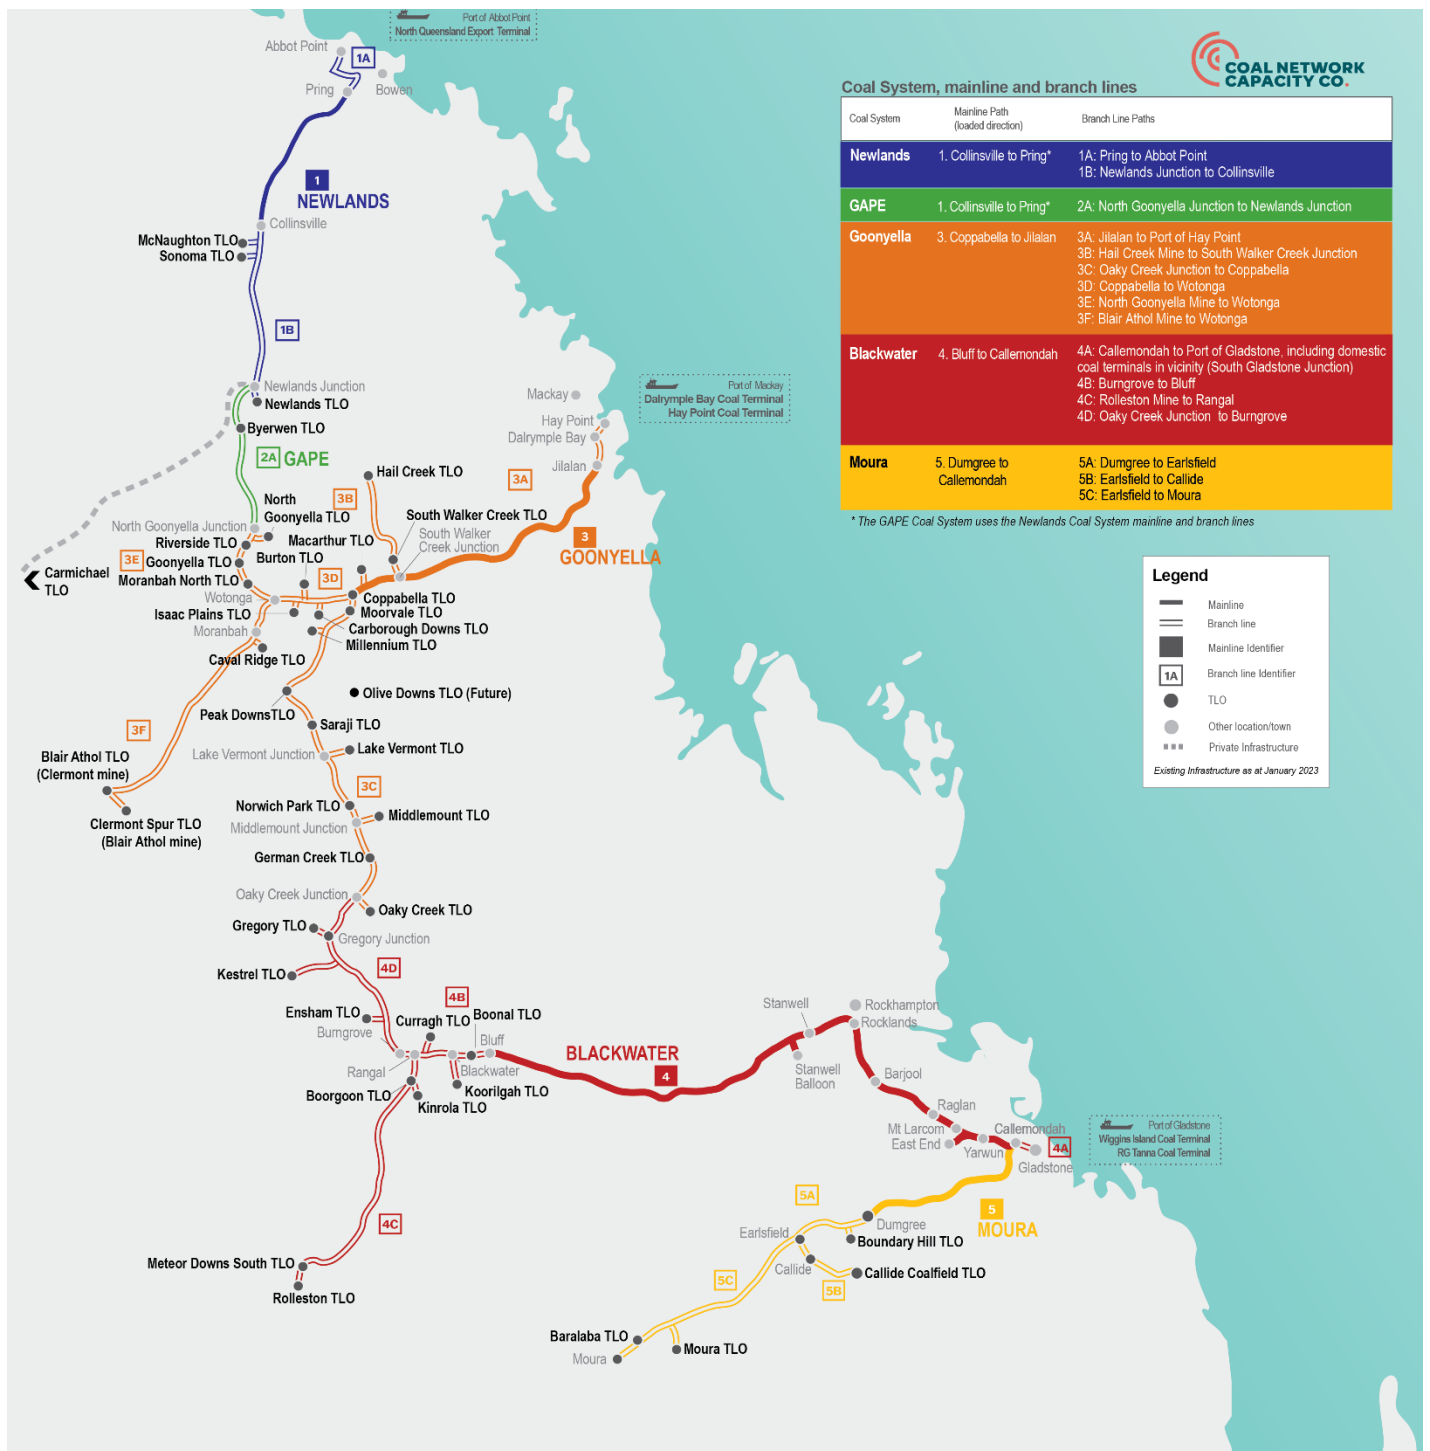 Port of Abbot Point
North Queensland Export Terminal
Abbot Point
1A
Pring
Bowen
1
NEWLANDS
Collinsville
McNaughton TLO
Sonoma TLO
1B
Newlands Junction
Newlands TLO
Byerwen TLO
2A GAPE
COAL NETWORK
CAPACITY CO.
Coal System, mainline and branch lines
Coal System
Mainline Path
(loaded direction)
Branch Line Paths
Newlands
1. Collinsville to Pring*
1A: Pring to Abbot Point
1B: Newlands Junction to Collinsville
GAPE
1. Collinsville to Pring*
2A: North Goonyella Junction to Newlands Junction
Goonyella
3. Coppabella to Jilalan
3A: Jilalan to Port of Hay Point
3B: Hail Creek Mine to South Walker Creek Junction
3C: Oaky Creek Junction to Coppabella
3D: Coppabella to Wotonga
3E: North Goonyella Mine to Wotonga
3F: Blair Athol Mine to Wotonga
Blackwater
4. Bluff to Callemondah
4A: Callemondah to Port of Gladstone, including domestic
coal terminals in vicinity (South Gladstone Junction)
4B: Burngrove to Bluff
4C: Rolleston Mine to Rangal
4D: Oaky Creek Junction to Burngrove
Moura
5. Dumgree to
Callemondah
5A: Dumgree to Earlsfield
5B: Earlsfield to Callide
5C: Earlsfield to Moura
* The GAPE Coal System uses the Newlands Coal System mainline and branch lines
Port of Mackay
Dalrymple Bay Coal Terminal
Hay Point Coal Terminal
Mackay
Hay Point
Dalrymple Bay
Jilalan
3A
Hail Creek TLO
3B
North
Goonyella TLO
South Walker Creek TLO
North Goonyella Junction
South Walker
Creek Junction
3
GOONYELLA
Riverside TLO
Macarthur TLO
3E
Goonyella TLO
Burton TLO
Moranbah North TLO
3D
Carmichael
TLO
Wotonga
Coppabella TLO
Isaac Plains TLO
Moorvale TLO
Moranbah
Carborough Downs TLO
Millennium TLO
Caval Ridge TLO
Olive Downs TLO (Future)
Peak DownsTLO
Saraji TLO
3F
Lake Vermont Junction
Lake Vermont TLO
Blair Athol TLO
(Clermont mine)
3C
Norwich Park TLO
Middlemount TLO
Clermont Spur TLO
(Blair Athol mine)
Middlemount Junction
German Creek TLO
Oaky Creek Junction
Oaky Creek TLO
Gregory TLO
Gregory Junction
4D
Kestrel TLO
Legend
Mainline
Branch line
Mainline Identifier
1A
Branch line Identifier
TLO
Other location/town
Private Infrastructure
Existing Infrastructure as at January 2023
Ensham TLO
4B
Boonal TLO
Curragh TLO
Burngrove
Bluff
Rangal
Blackwater
Boorgoon TLO
Koorilgah TLO
Kinrola TLO
BLACKWATER
4
Stanwell
Rockhampton
Rocklands
Stanwell
Balloon
Barjool
Raglan
Mt Larcom
East End
Callemondah
Yarwun
4A
Gladstone
Port of Gladstone
Wiggins Island Coal Terminal
RG Tanna Coal Terminal
4C
Meteor Downs South TLO
Rolleston TLO
5A
5
MOURA
Dumgree
Earlsfield
Boundary Hill TLO
Callide
Callide Coalfield TLO
5C
5B
Baralaba TLO
Moura TLO
Moura